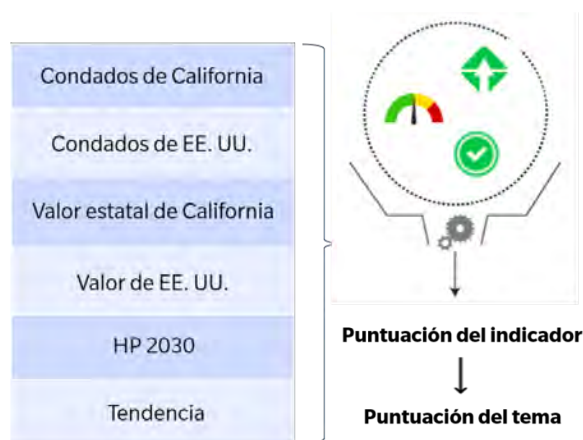 Condados de California
Condados de EE. UU.
Valor estatal de California
Valor de EE. UU.
HP 2030
Tendencia
Puntuación del indicador
Puntuación del tema